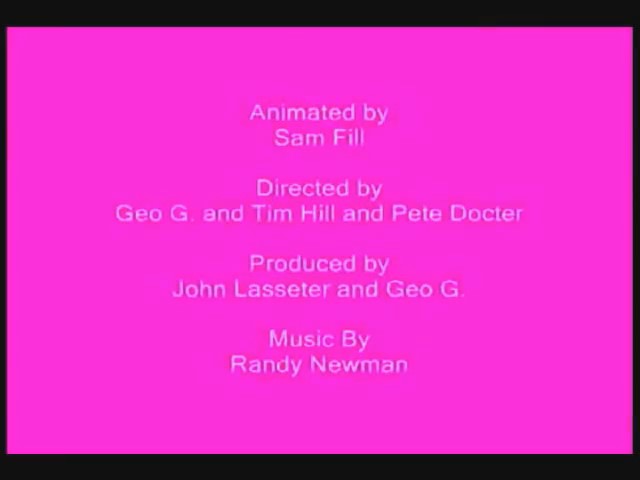 Animated by
Sam Fill
Directed by
Geo G. and Tim Hill and Pete Docter
Produced by
John Lasseter and Geo G.
Music By
Randy Newman